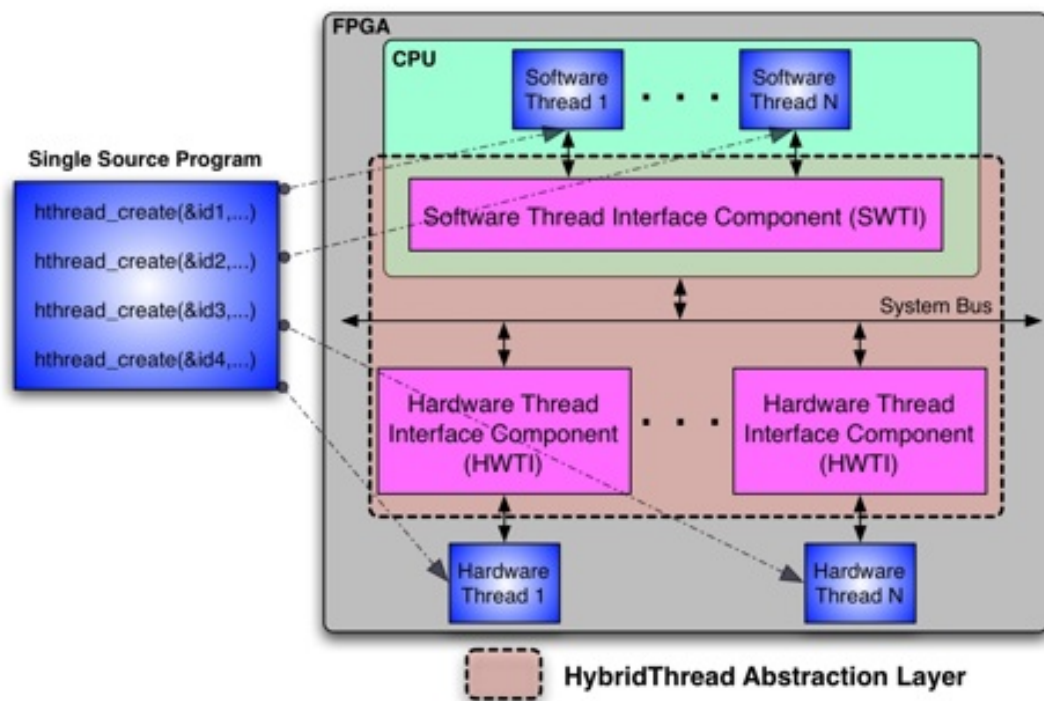 FPGA
CPU
Software
Thread 1
Software
Thread N
Single Source Program
hthread_create(&id1,...)
hthread_create(&id2,...)
hthread_create(&id3,...)
hthread_create(&id4,...)
Software Thread Interface Component (SWTI)
System Bus
Hardware Thread
Interface Component
(HWTI)
Hardware Thread
Interface Component
(HWTI)
Hardware
Thread 1
Hardware
Thread N
HybridThread Abstraction Layer